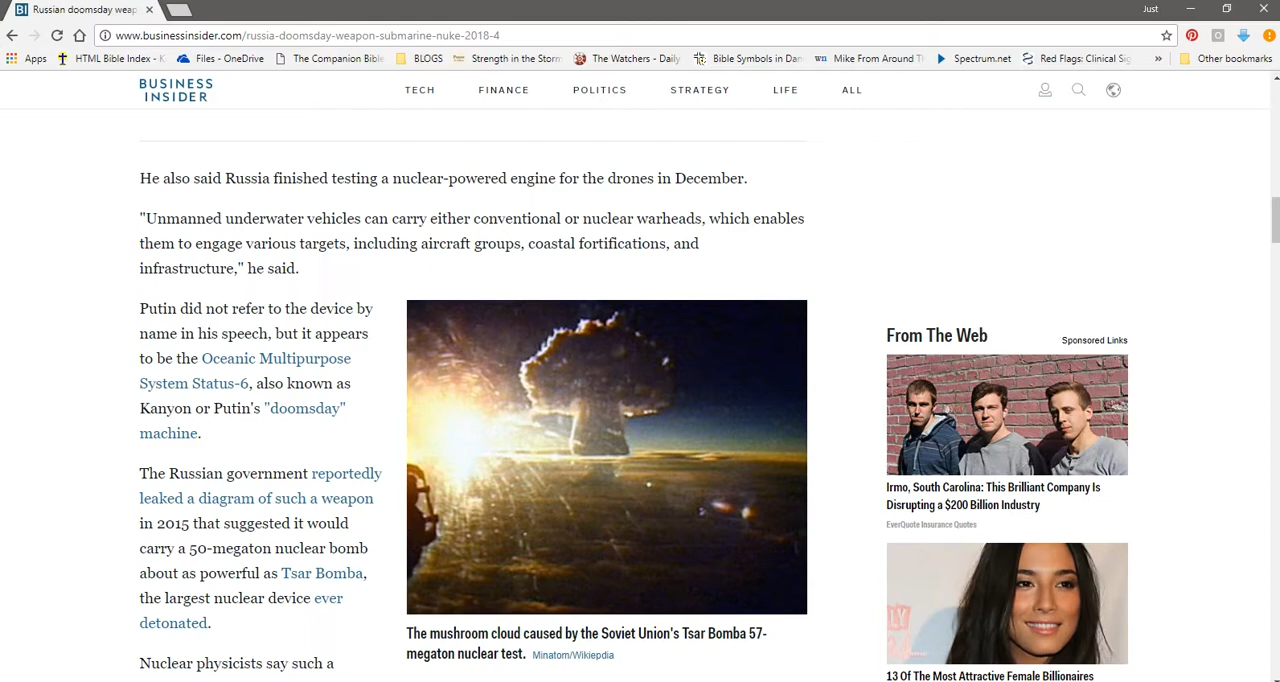 Russian doomsday weap
Just
www.businessinsider.com/russia-doomsday-weapon-submarine-nuke-2018-4
Apps
HTML Bible Index - K
Files - OneDrive
The Companion Bible
BLOGS
Strength in the Storm
The Watchers - Daily
Bible Symbols in Dan
Mike From Around Th
Spectrum.net
Red Flags: Clinical Sig
»
Other bookmarks
BUSINESS
INSIDER
TECH
FINANCE
POLITICS
STRATEGY
LIFE
ALL
He also said Russia finished testing a nuclear-powered engine for the drones in December.
"Unmanned underwater vehicles can carry either conventional or nuclear warheads, which enables
them to engage various targets, including aircraft groups, coastal fortifications, and
infrastructure," he said.
Putin did not refer to the device by
name in his speech, but it appears
to be the Oceanic Multipurpose
System Status-6, also known as
Kanyon or Putin's "doomsday"
machine.
The Russian government reportedly
leaked a diagram of such a weapon
in 2015 that suggested it would
carry a 50-megaton nuclear bomb
about as powerful as Tsar Bomba,
the largest nuclear device ever
detonated.
Nuclear physicists say such a
The mushroom cloud caused by the Soviet Union's Tsar Bomba 57-
megaton nuclear test. Minatom/Wikiepdia
From The Web
Sponsored Links
Irmo, South Carolina: This Brilliant Company Is
Disrupting a $200 Billion Industry
EverQuote Insurance Quotes
13 Of The Most Attractive Female Billionaires